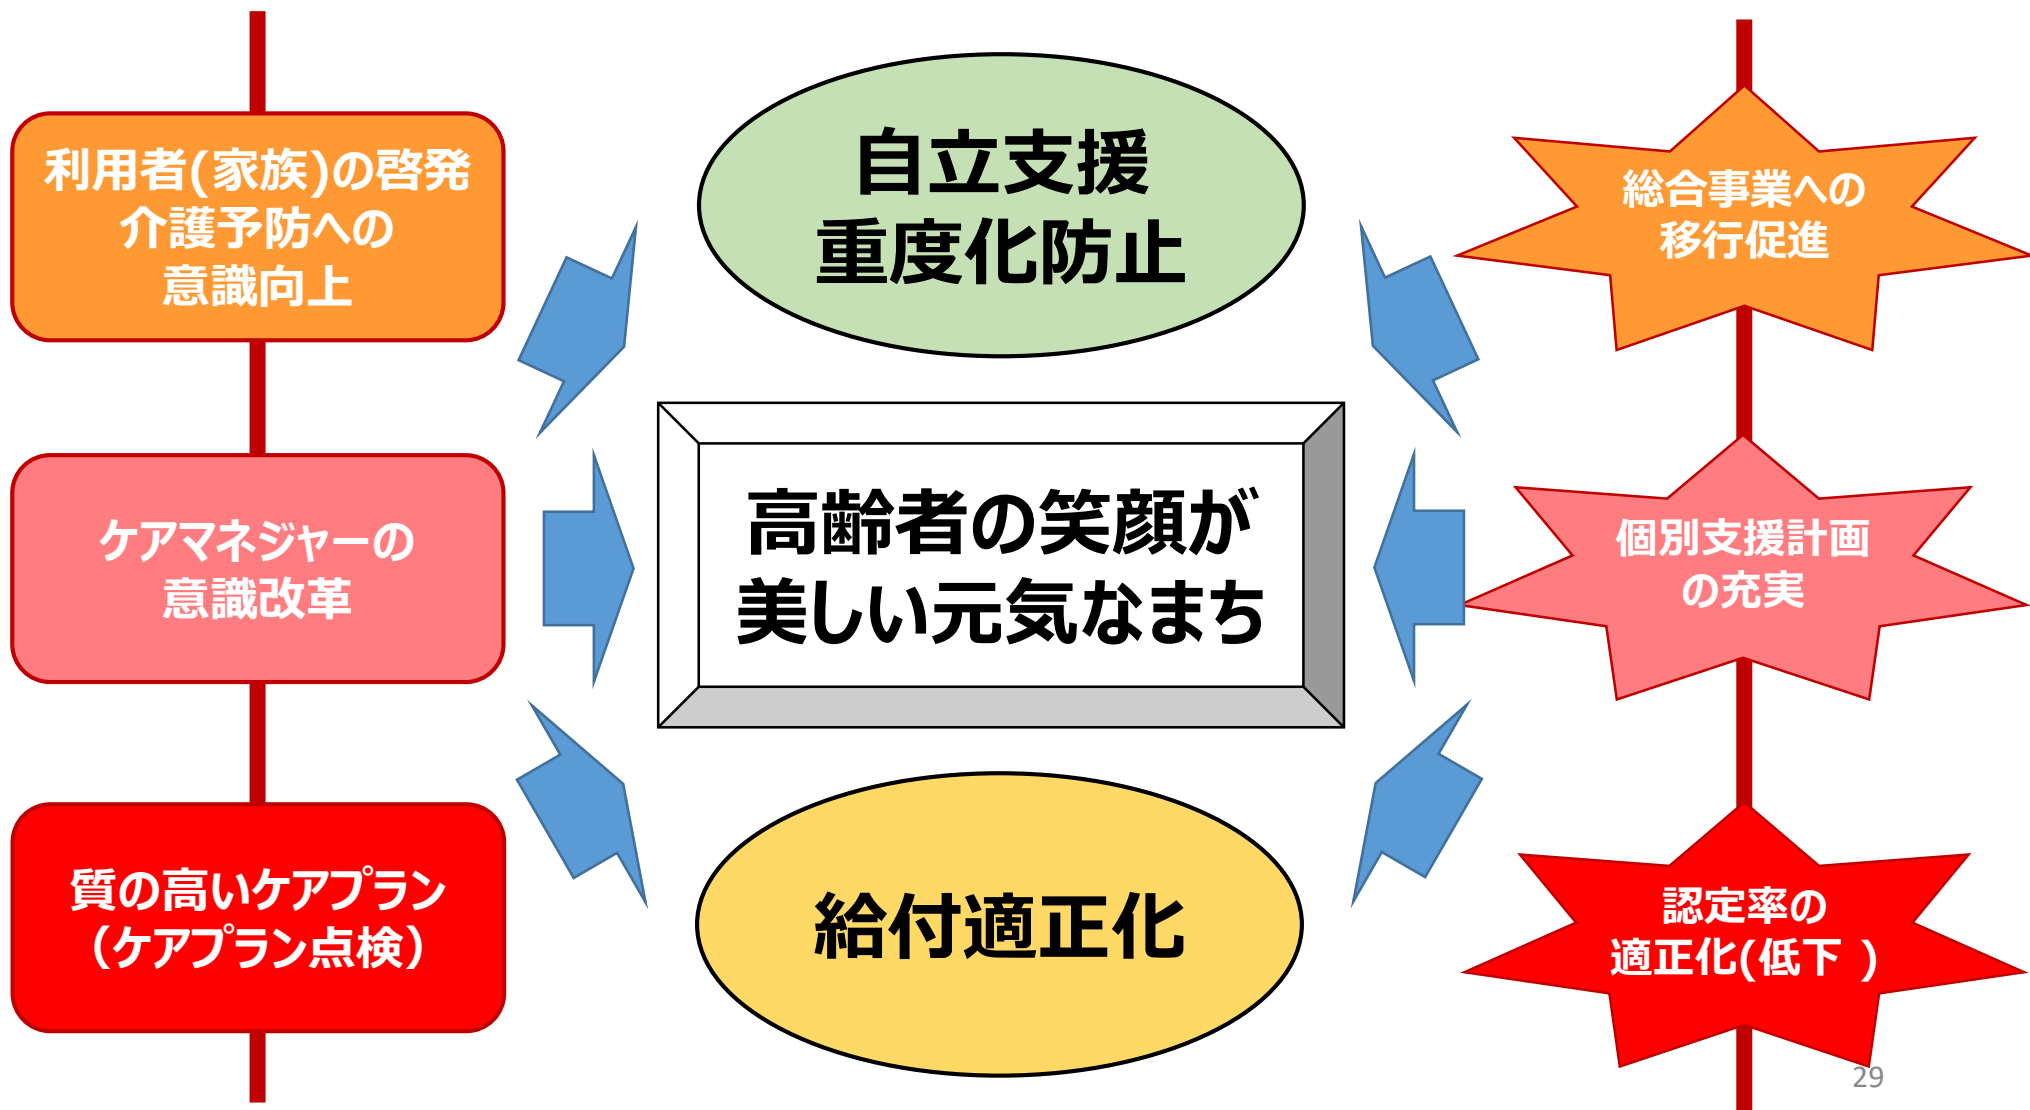 利用者(家族)の啓発
介護予防への
意識向上
ケアマネジャーの
意識改革
質の高いケアプラン
（ケアプラン点検）
自立支援
重度化防止
高齢者の笑顔が
美しい元気なまち
給付適正化
総合事業への
移行促進
個別支援計画
の充実
認定率の
適正化(低下 )
29